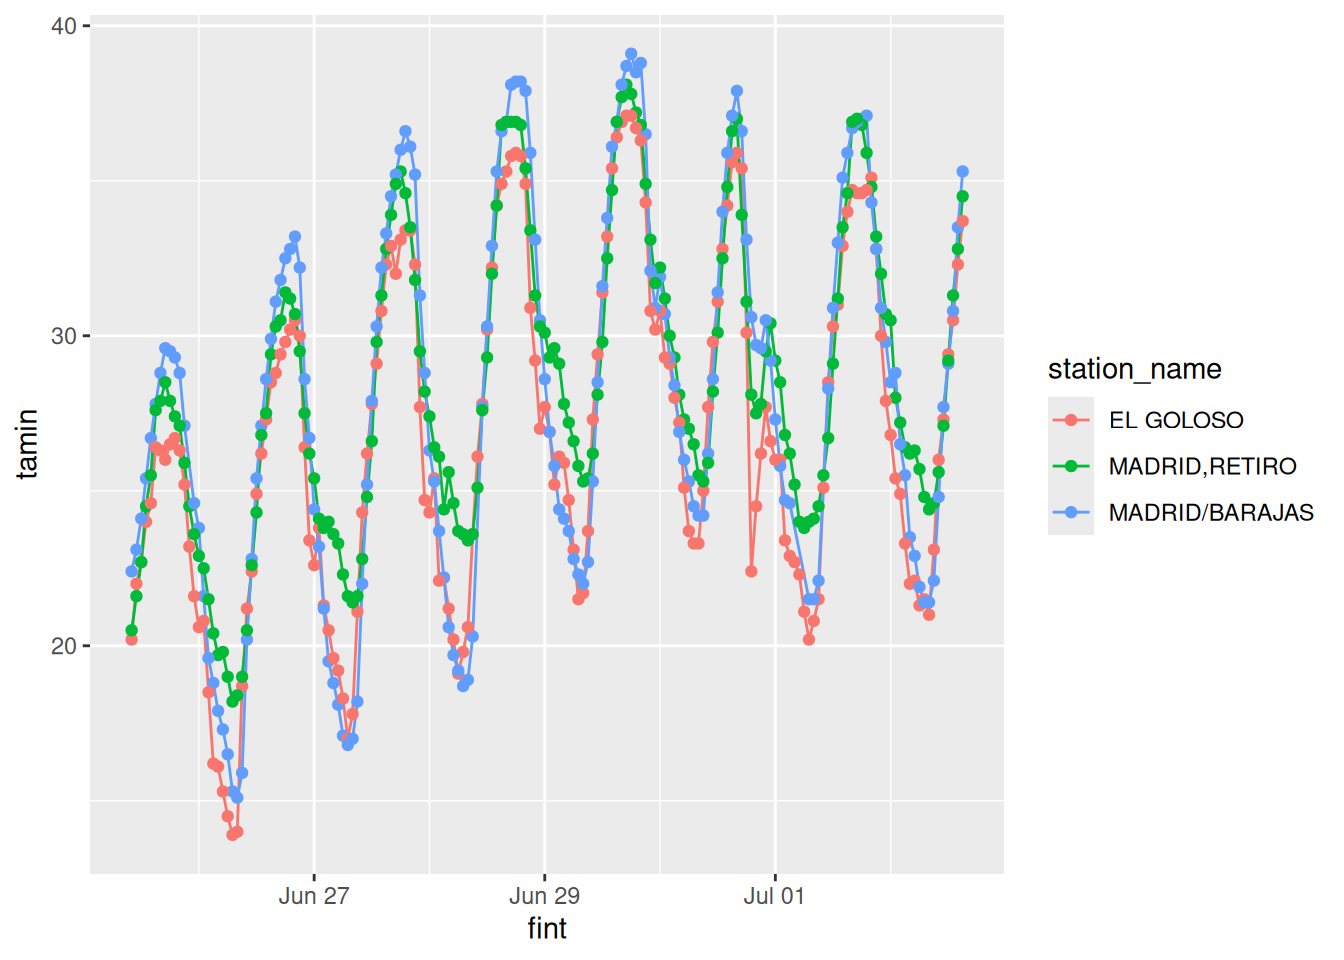 40
30
20
tamin
Jun 27
Jun 29
Jul 01
fint
station_name
EL GOLOSO
MADRID,RETIRO
MADRID/BARAJAS